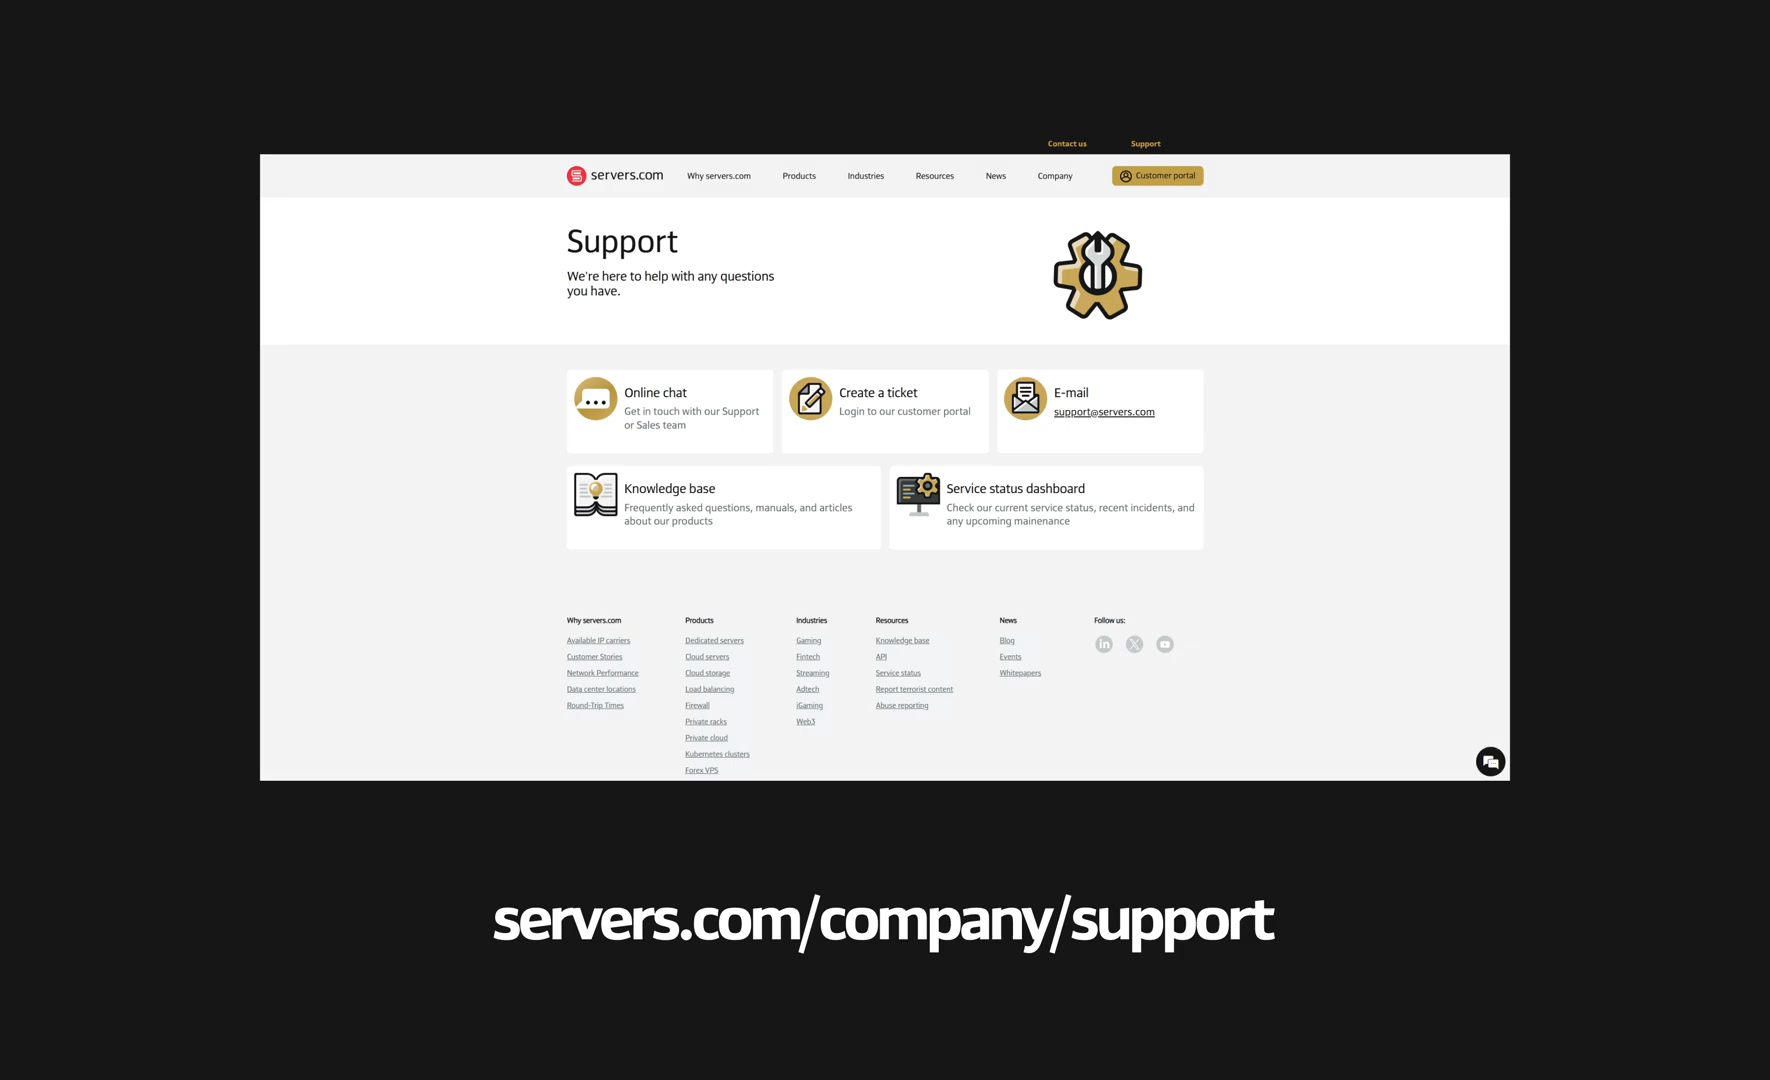 Contact us Support
servers.com Why servers.com Products Industries Resources News Company Customer portal
Support
We're here to help with any questions
you have.
Online chat
Get in touch with our Support
or Sales team
Create a ticket
Login to our customer portal
E-mail
support@servers.com
Knowledge base
Frequently asked questions, manuals, and articles
about our products
Service status dashboard
Check our current service status, recent incidents, and
any upcoming mainenance
Why servers.com
Available IP carriers
Customer Stories
Network Performance
Data center locations
Round-Trip Times
Products
Dedicated servers
Cloud servers
Cloud storage
Load balancing
Firewall
Private racks
Private cloud
Kubernetes clusters
Forex VPS
Industries
Gaming
Fintech
Streaming
Adtech
iGaming
Web3
Resources
Knowledge base
API
Service status
Report terrorist content
Abuse reporting
News
Blog
Events
Whitepapers
Follow us:
servers.com/company/support